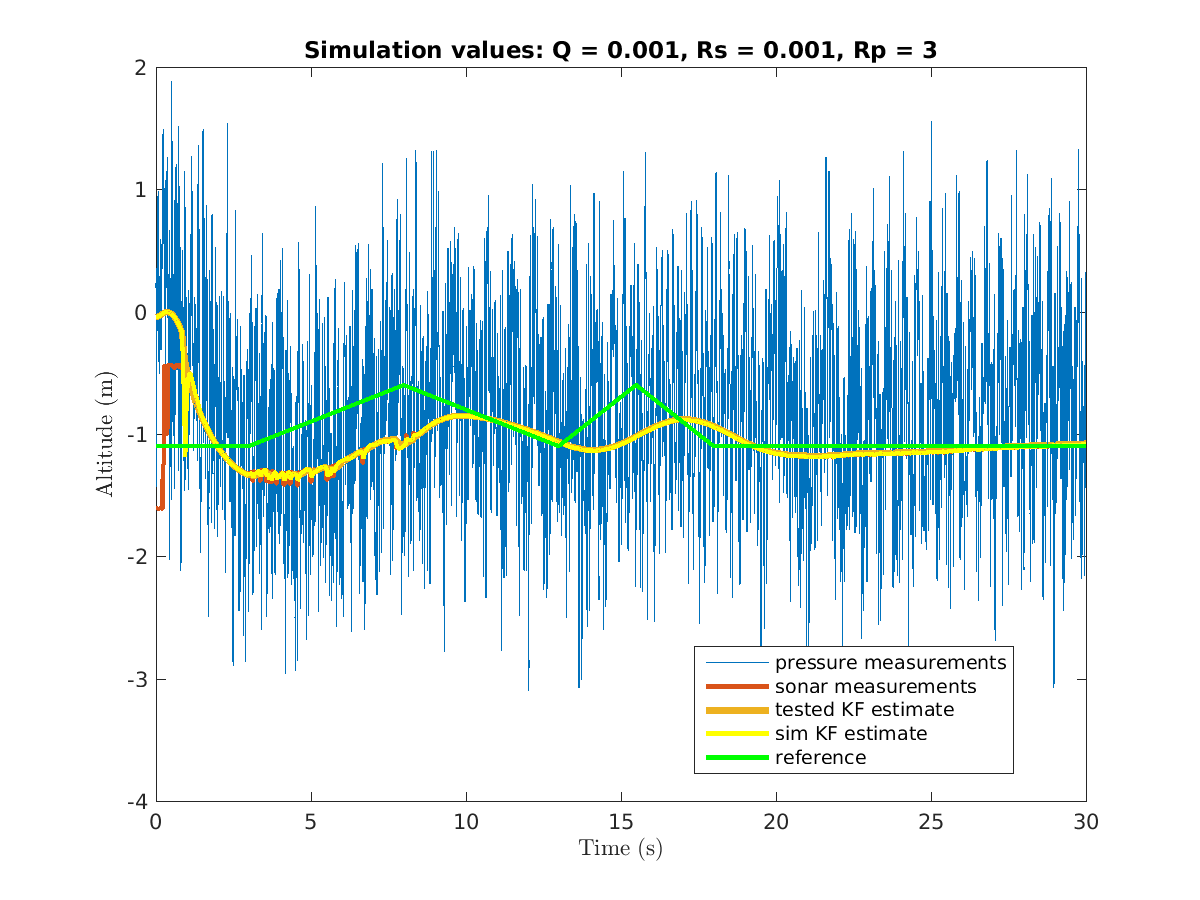 Simulation values: Q = 0.001, Rs = 0.001, Rp = 3
2
1
0
-1
-2
-3
-4
Altitude (m)
pressure measurements
sonar measurements
tested KF estimate
sim KF estimate
reference
0 5 10 15 20 25 30
Time (s)